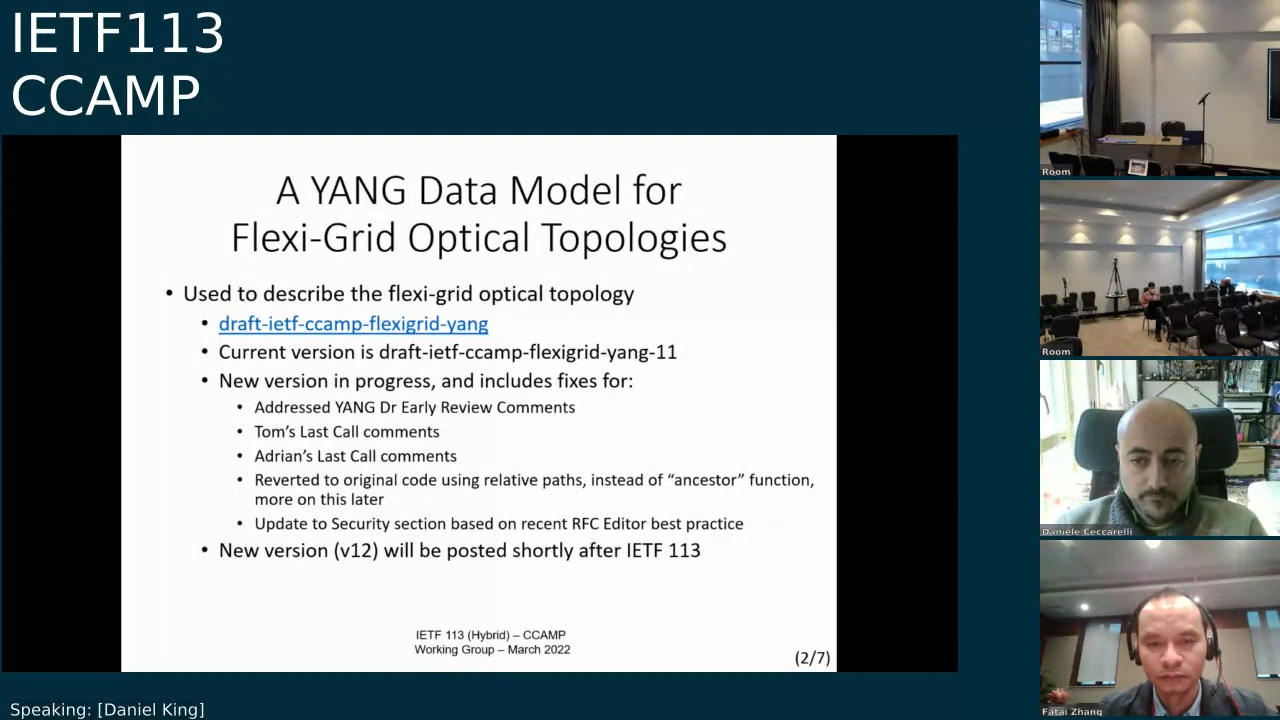 IETF113
CCAMP
A YANG Data Model for
Flexi-Grid Optical Topologies
• Used to describe the flexi-grid optical topology
• draft-ietf-ccamp-flexigrid-yang
• Current version is draft-ietf-ccamp-flexigrid-yang-11
• New version in progress, and includes fixes for:
• Addressed YANG Dr Early Review Comments
• Tom’s Last Call comments
• Adrian’s Last Call comments
• Reverted to original code using relative paths, instead of “ancestor” function,
more on this later
• Update to Security section based on recent RFC Editor best practice
• New version (v12) will be posted shortly after IETF 113
IETF 113 (Hybrid) – CCAMP
Working Group – March 2022
(2/7)
Speaking: [Daniel King]
Room
Room
Daniele Ceccarelli
Fatai Zhang